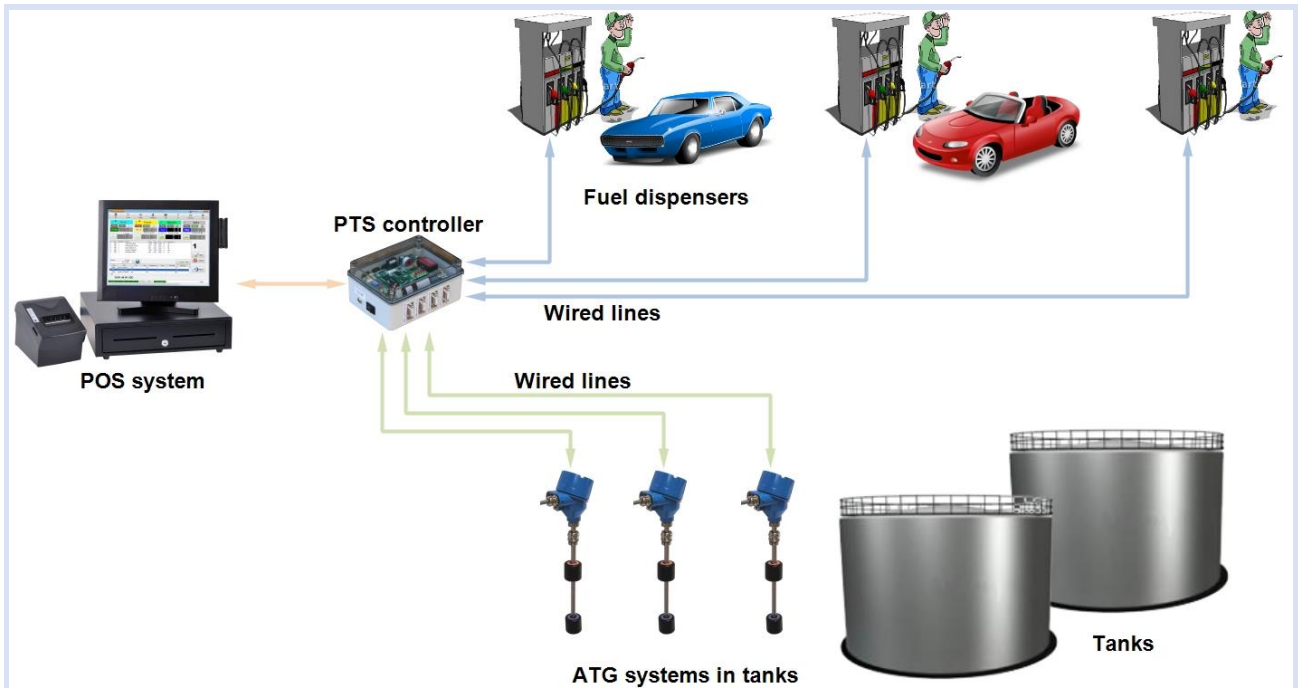 Fuel dispensers
PTS controller
Wired lines
POS system
Wired lines
Tanks
ATG systems in tanks